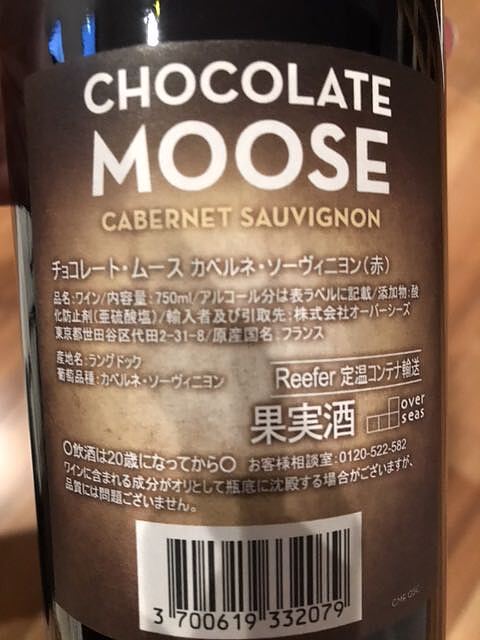 CHOCOLATE
MOOSE
CABERNET SAUVIGNON
チョコレート・ムース カベルネ・ソーヴィニヨン(赤)
品名:ワイン/内容量:750ml/アルコール分は表ラベルに記載/添加物:酸
化防止剤(亜硫酸塩)/輸入者及び引取先:株式会社オーバーシーズ
東京都世田谷区代田2-31-8/原産国名:フランス
産地名:ラングドック
葡萄品種:カベルネ・ソーヴィニヨン
Reefer 定温コンテナ輸送
果実酒
over
seas
〇飲酒は20歳になってから〇 お客様相談室:0120-522-582
ワインに含まれる成分がオリとして瓶底に沈殿する場合がございますが、
品質には問題ございません。
3 700619 332079